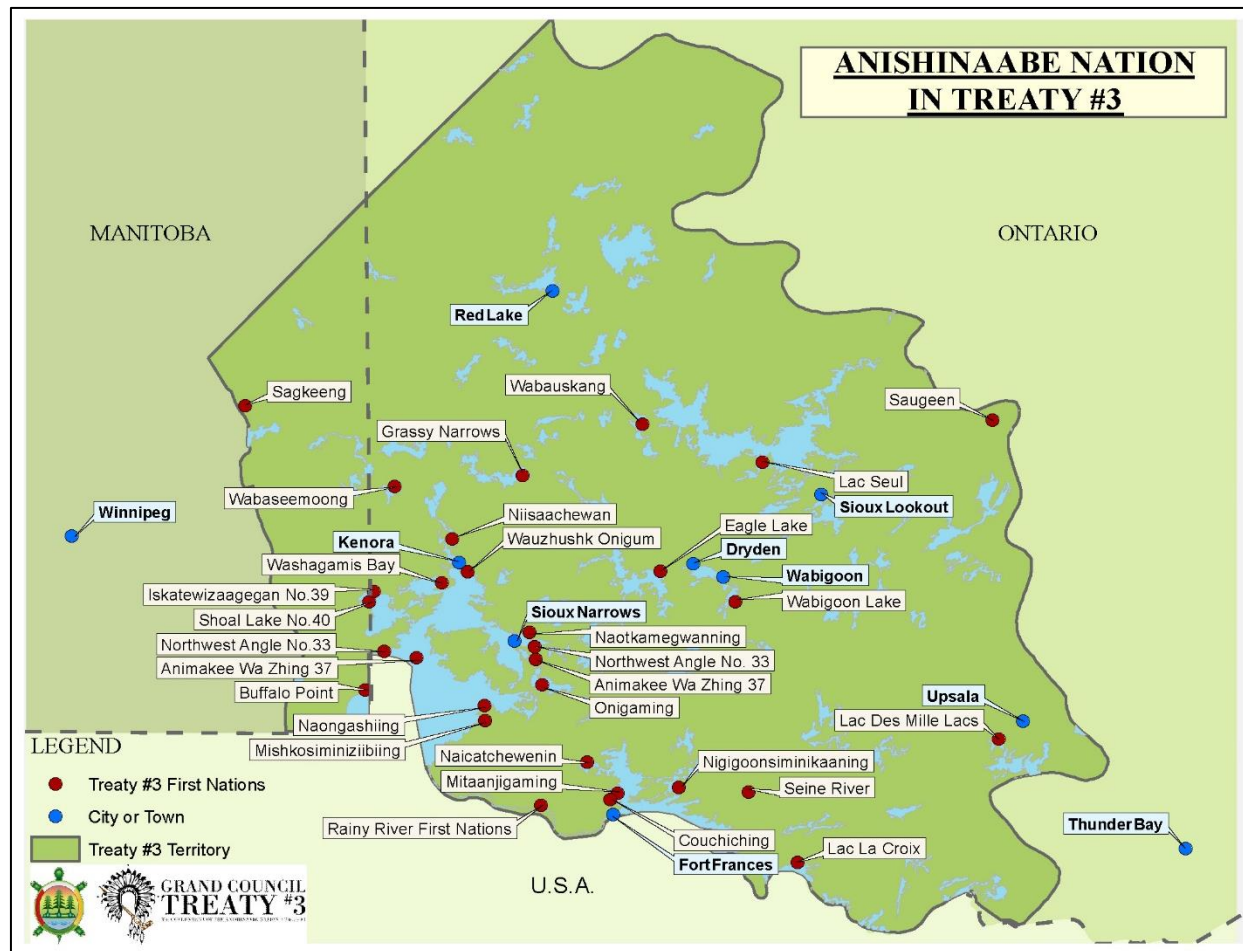 ANISHINAABE NATION
IN TREATY #3
MANITOBA
ONTARIO
Red Lake
Sagkeeng
Wabauskang
Saugeen
Grassy Narrows
Lac Seul
Wabaseemoong
Sioux Lookout
Winnipeg
Niisaachewan
Eagle Lake
Kenora
Wauzhushk Onigum
Dryden
Washagamis Bay
Wabigoon
Iskatewizaagegan No.39
Wabigoon Lake
Shoal Lake No.40
Sioux Narrows
Naotkamegwanning
Northwest Angle No.33
Northwest Angle No. 33
Animakee Wa Zhing 37
Animakee Wa Zhing 37
Buffalo Point
Onigaming
Upsala
Naongashiing
Lac Des Mille Lacs
Mishkosiminiziibiing
Naicatchewenin
Nigigoonsiminikaaning
Mitaanjigaming
Seine River
Rainy River First Nations
Couchiching
Thunder Bay
Fort Frances
Lac La Croix
U.S.A.
LEGEND
Treaty #3 First Nations
City or Town
Treaty #3 Territory
GRAND COUNCIL
TREATY #3